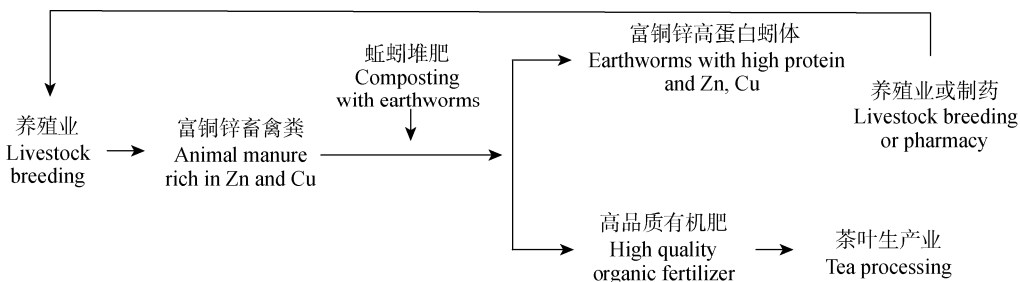 养殖业
Livestock
breeding
富铜锌畜禽粪
Animal manure
rich in Zn and Cu
蚯蚓堆肥
Composting
with earthworms
富铜锌高蛋白蚓体
Earthworms with high protein
and Zn, Cu
养殖业或制药
Livestock breeding
or pharmacy
高品质有机肥
High quality
organic fertilizer
茶叶生产业
Tea processing